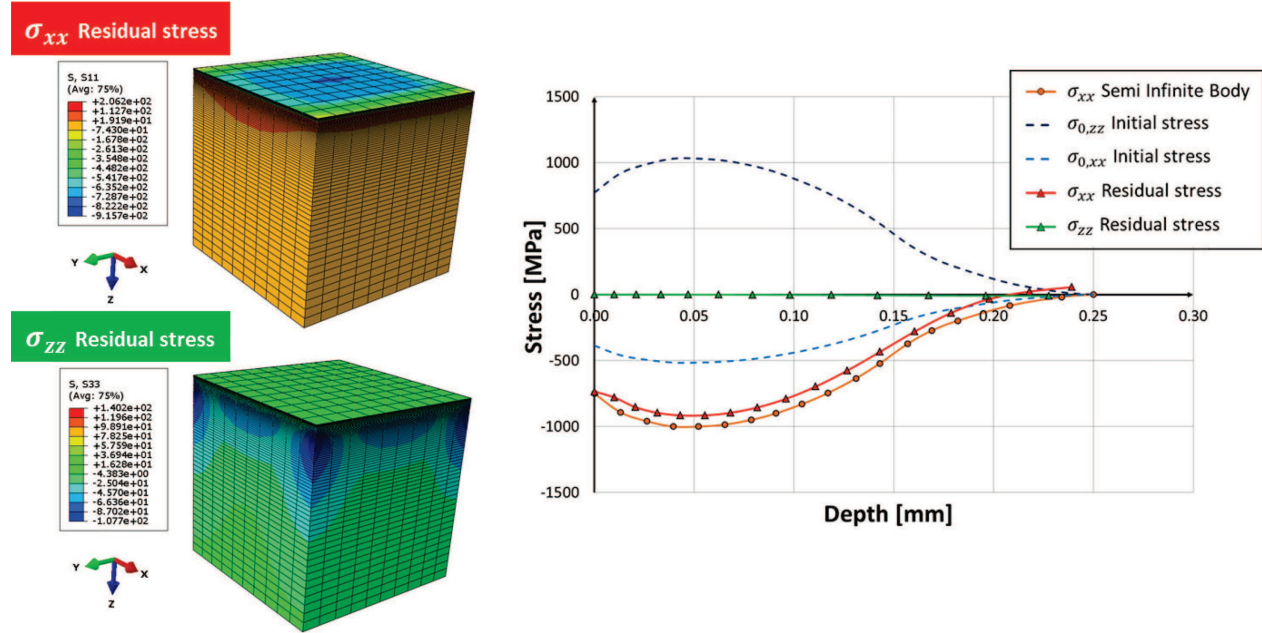 σxx Residual stress
S, S11
(Avg: 75%)
+2.062e+02
+1.127e+02
+1.919e+01
-7.430e+01
-1.678e+02
-2.613e+02
-3.548e+02
-4.482e+02
-5.417e+02
-6.352e+02
-7.287e+02
-8.222e+02
-9.157e+02
Y
X
Z
σzz Residual stress
S, S33
(Avg: 75%)
+1.402e+02
+1.196e+02
+9.891e+01
+7.825e+01
+5.759e+01
+3.694e+01
+1.628e+01
-4.383e+00
-2.504e+01
-4.570e+01
-6.636e+01
-8.702e+01
-1.077e+02
Y
X
Z
σxx Semi Infinite Body
σ0,zz Initial stress
σ0,xx Initial stress
σxx Residual stress
σzz Residual stress
Stress [MPa]
1500
1000
500
0
-500
-1000
-1500
0.00
0.05
0.10
0.15
0.20
0.25
0.30
Depth [mm]